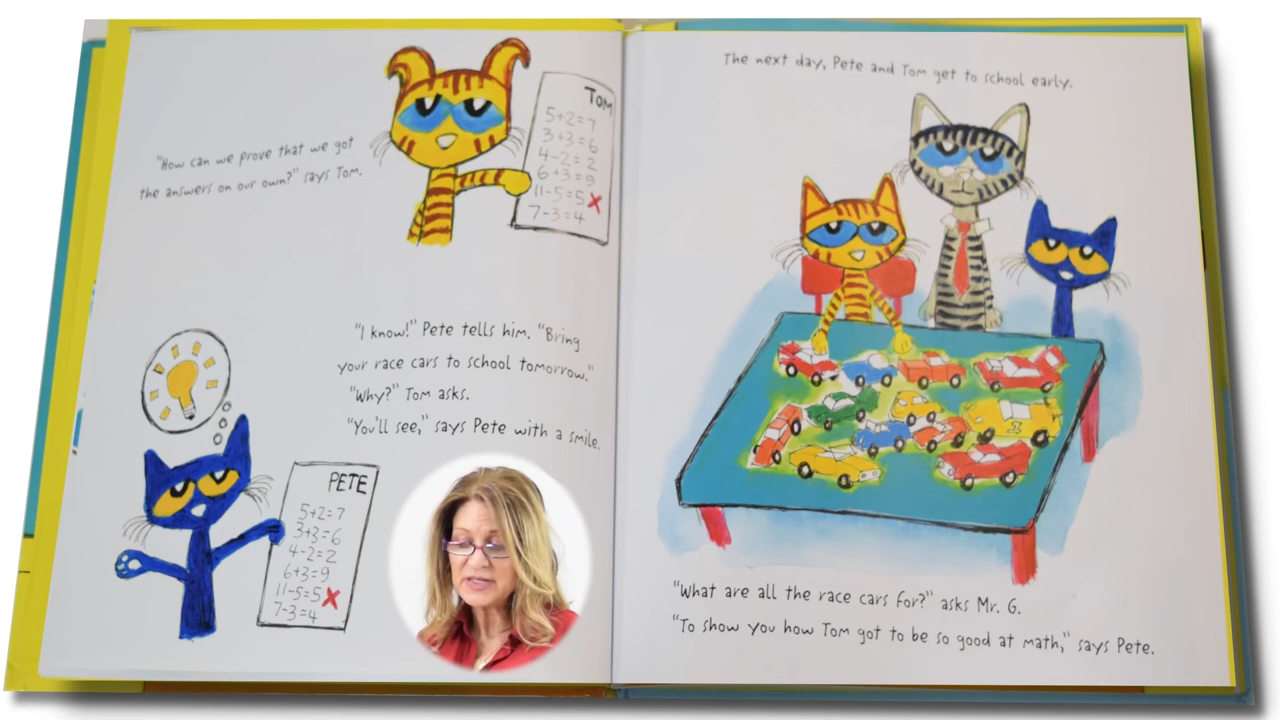 "How can we prove that we got
the answers on our own?" says Tom.
TOM
5+2=7
3+3=6
4-2=2
6+3=9
11-5=5 x
7-3=4
"I know!" Pete tells him. "Bring
your race cars to school tomorrow."
"Why?" Tom asks.
"You'll see," says Pete with a smile.
PETE
5+2=7
3+3=6
4-2=2
6+3=9
11-5=5 x
7-3=4
The next day, Pete and Tom get to school early.
"What are all the race cars for?" asks Mr. G.
"To show you how Tom got to be so good at math," says Pete.